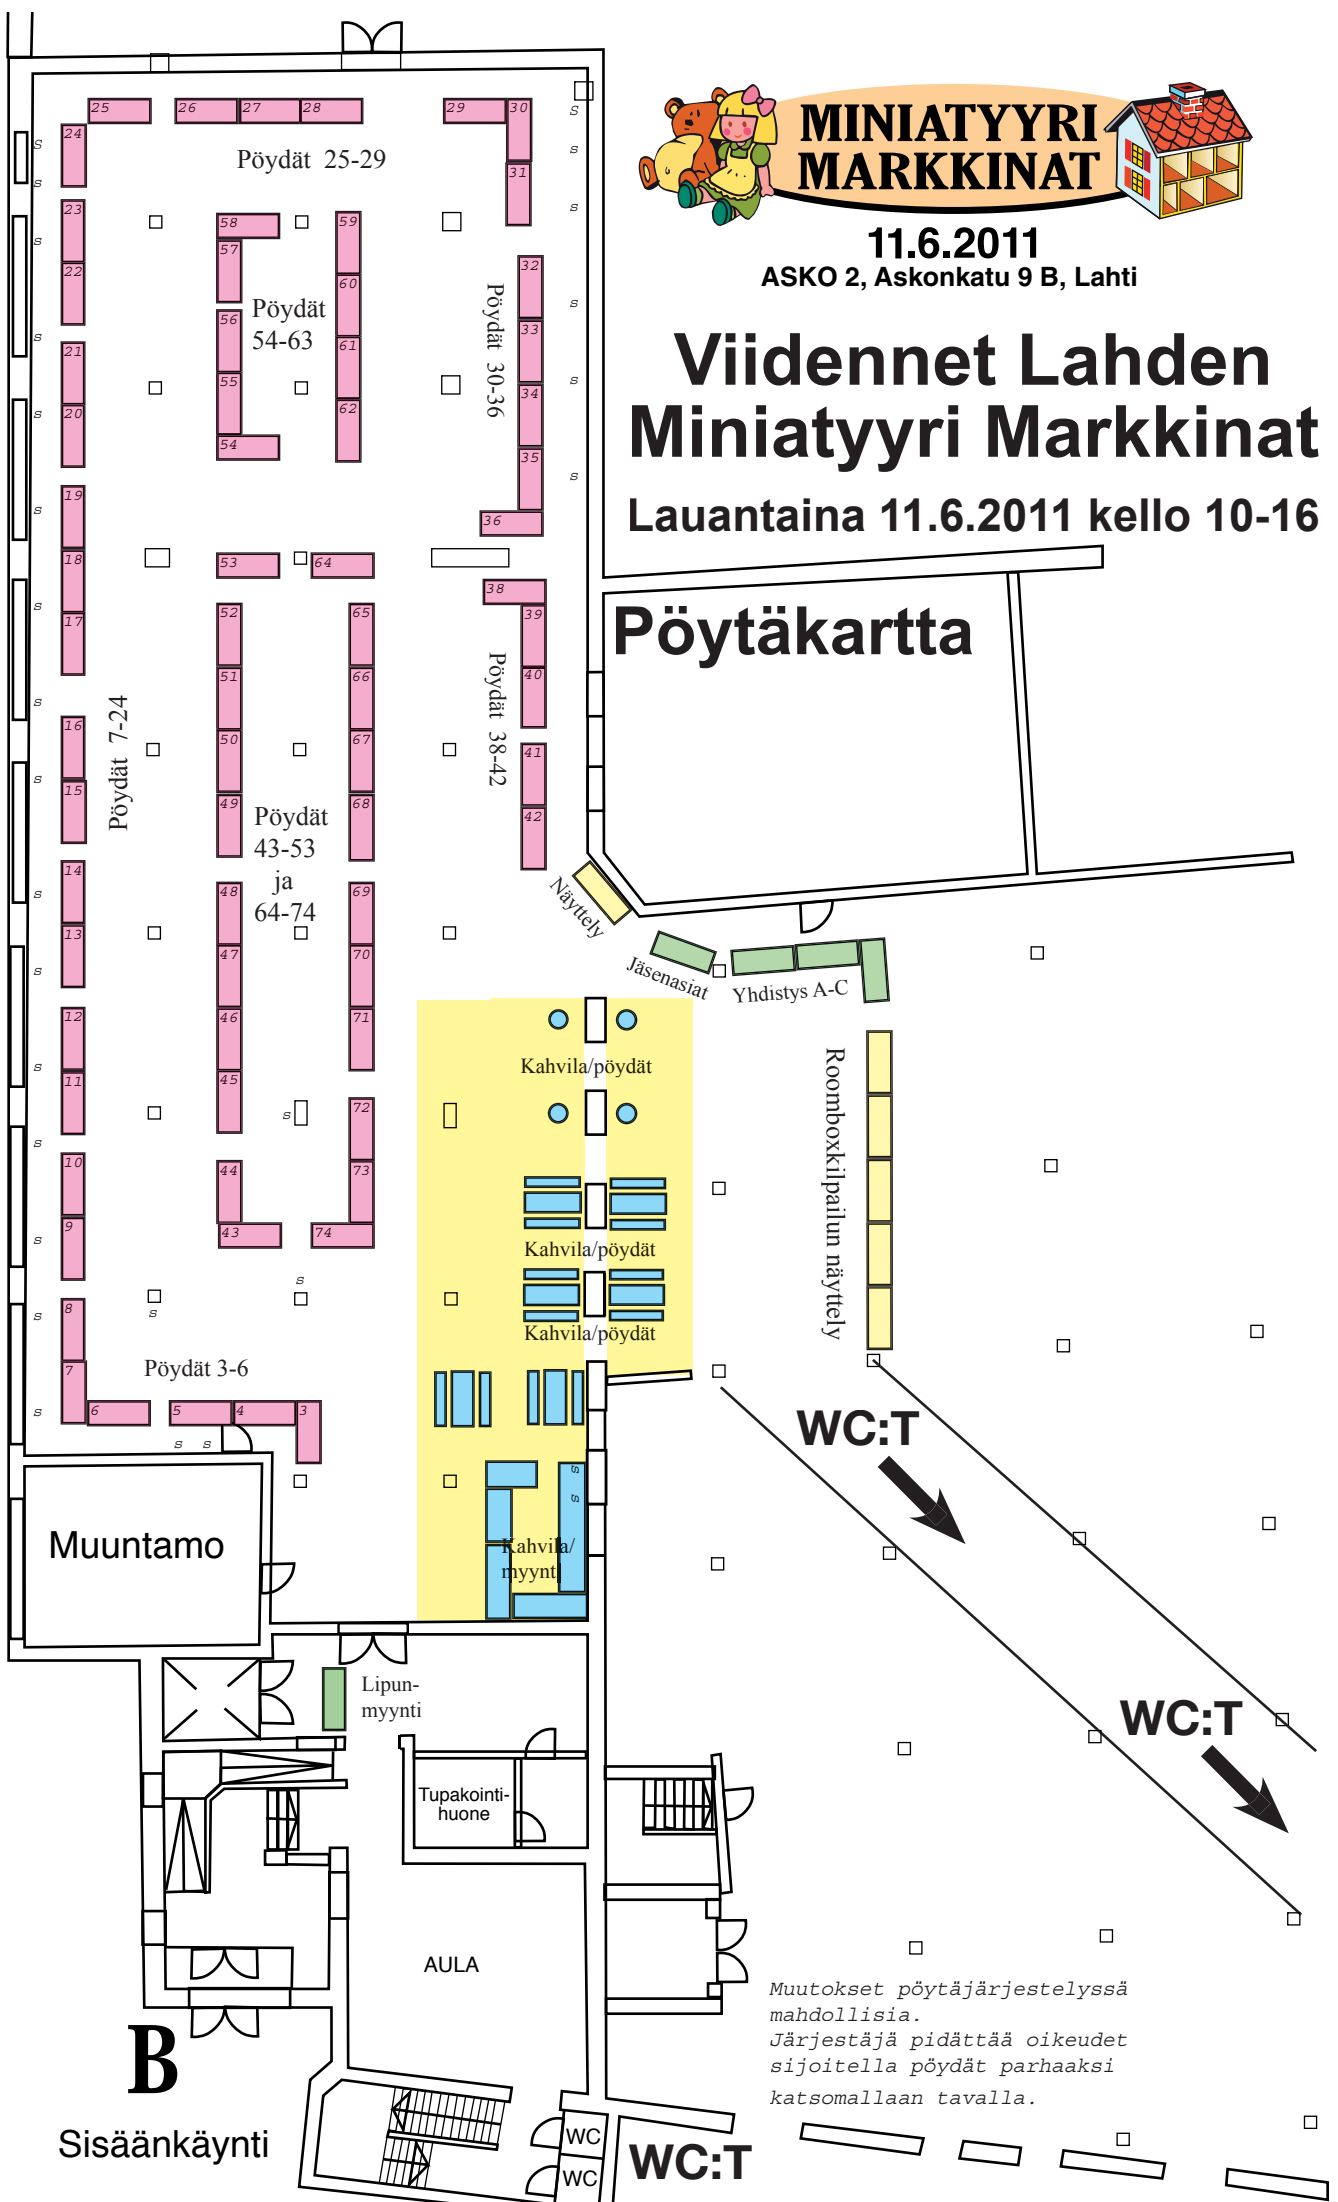 MINIATYYRI
MARKKINAT
11.6.2011
ASKO 2, Askonkatu 9 B, Lahti
Viidennet Lahden
Miniatyyri Markkinat
Lauantaina 11.6.2011 kello 10-16
Pöytäkartta
25 26 27 28 29 30
24
Pöydät 25-29
31
23
58 59
57
22
32
60
Pöydät
54-63
56
33
61
Pöydät 30-36
21
55
34
62
20
54
35
19
36
53 64
18
38
52 65
39
17
51 66
40
Pöydät 38-42
Pöydät 7-24
16
50 67
41
15
49 68
42
Pöydät
43-53
ja
64-74
14
48 69
Näyttely
13
47 70
Jäsenasiat
Yhdistys A-C
12
46 71
Kahvila/pöydät
11
45
72
Roomboxkilpailun näyttely
10
44 73
9
43 74
Kahvila/pöydät
8
Kahvila/pöydät
7
Pöydät 3-6
6 5 4 3
s s s s s s s s s s s s s s s s
s s s s s s
s s s s s
s s
WC:T
Muuntamo
Kahvila/
myynti
Lipun-
myynti
WC:T
Tupakointi-
huone
AULA
Muutokset pöytäjärjestelyssä
mahdollisia.
Järjestäjä pidättää oikeudet
sijoitella pöydät parhaaksi
katsomallaan tavalla.
B
Sisäänkäynti
WC
WC
WC:T